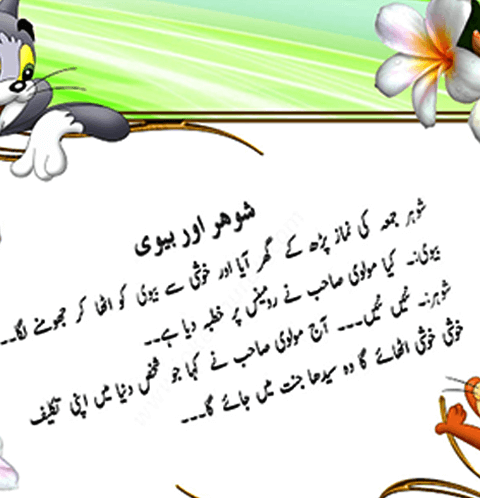 شوہر اور بیوی
شوہر جمعہ کی نماز پڑھ کے گھر آیا اور خوشی سے بیوی کو اٹھا کر جھومنے لگا۔۔
بیوی:۔ کیا مولوی صاحب نے رومینس پر خطبہ دیا ہے۔۔
شوہر:۔ نہیں نہیں۔۔۔ آج مولوی صاحب نے کہا جو شخص دنیا میں اپنی تکلیف
خوشی خوشی اٹھائے گا وہ سیدھا جنت میں جائے گا۔۔۔